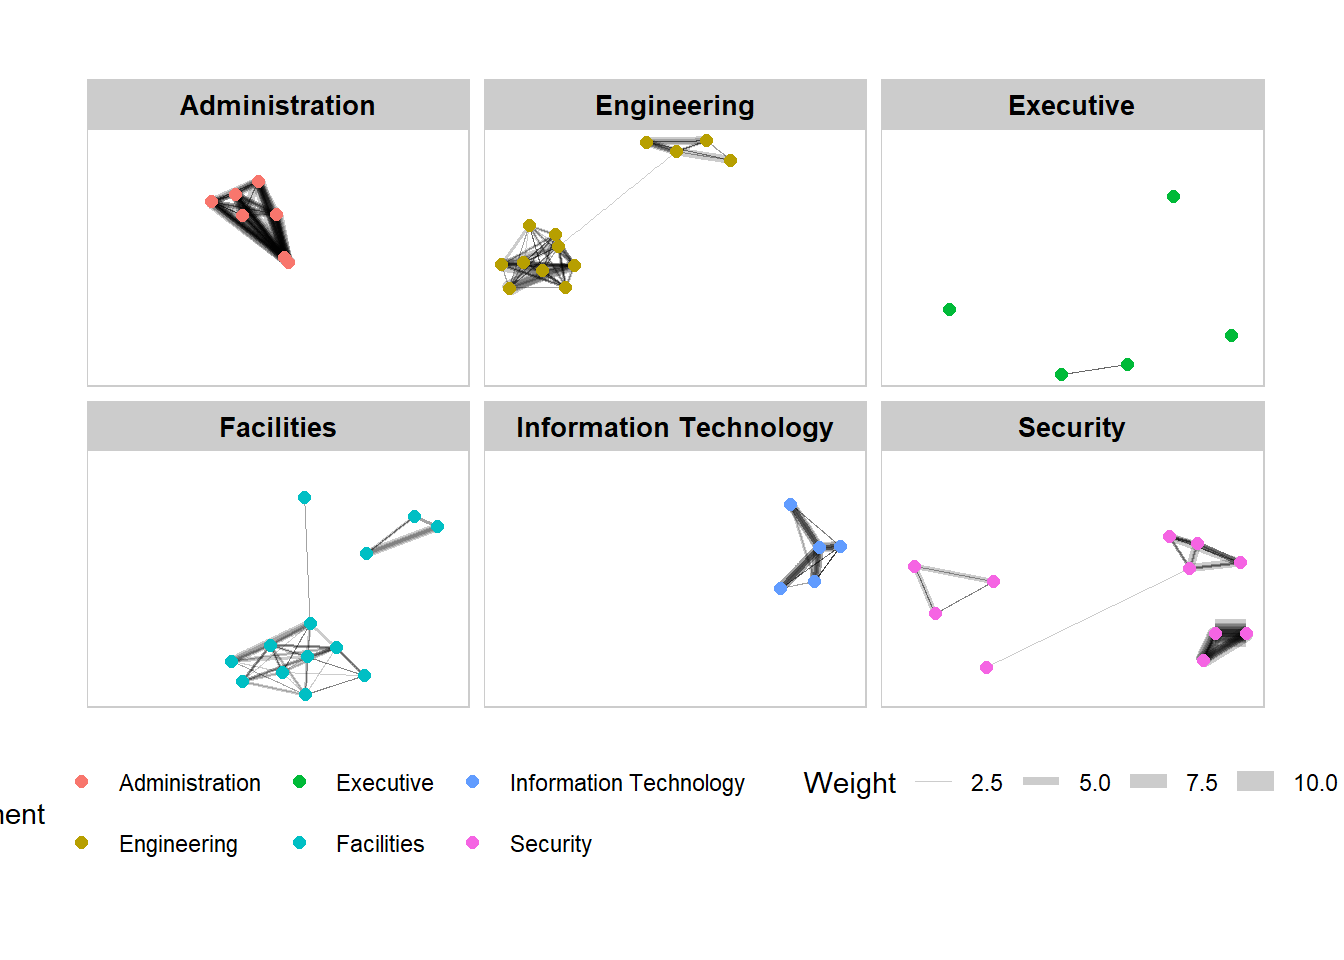 Administration
Engineering
Executive
Facilities
Information Technology
Security
Administration
Executive
Information Technology
Weight
2.5
5.0
7.5
10.0
Engineering
Facilities
Security